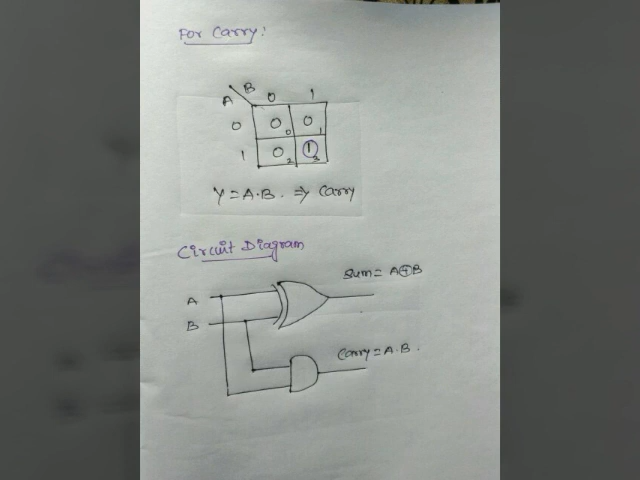 For Carry:
B
A
0 1
0 0 0 0 1
1 0 2 1 3
Y = A.B. ⇒ Carry
Circuit Diagram
Sum = A⊕B
A
B
Carry = A.B.